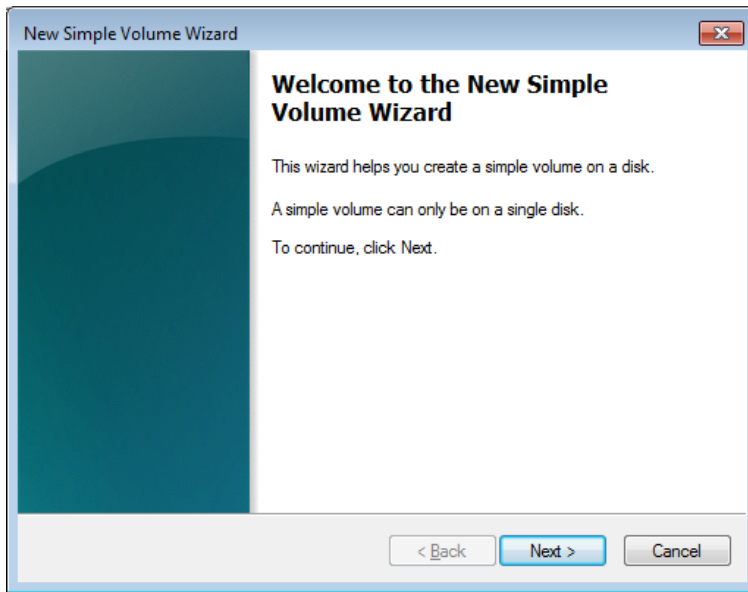 New Simple Volume Wizard
Welcome to the New Simple
Volume Wizard
This wizard helps you create a simple volume on a disk.
A simple volume can only be on a single disk.
To continue, click Next.
< Back
Next >
Cancel